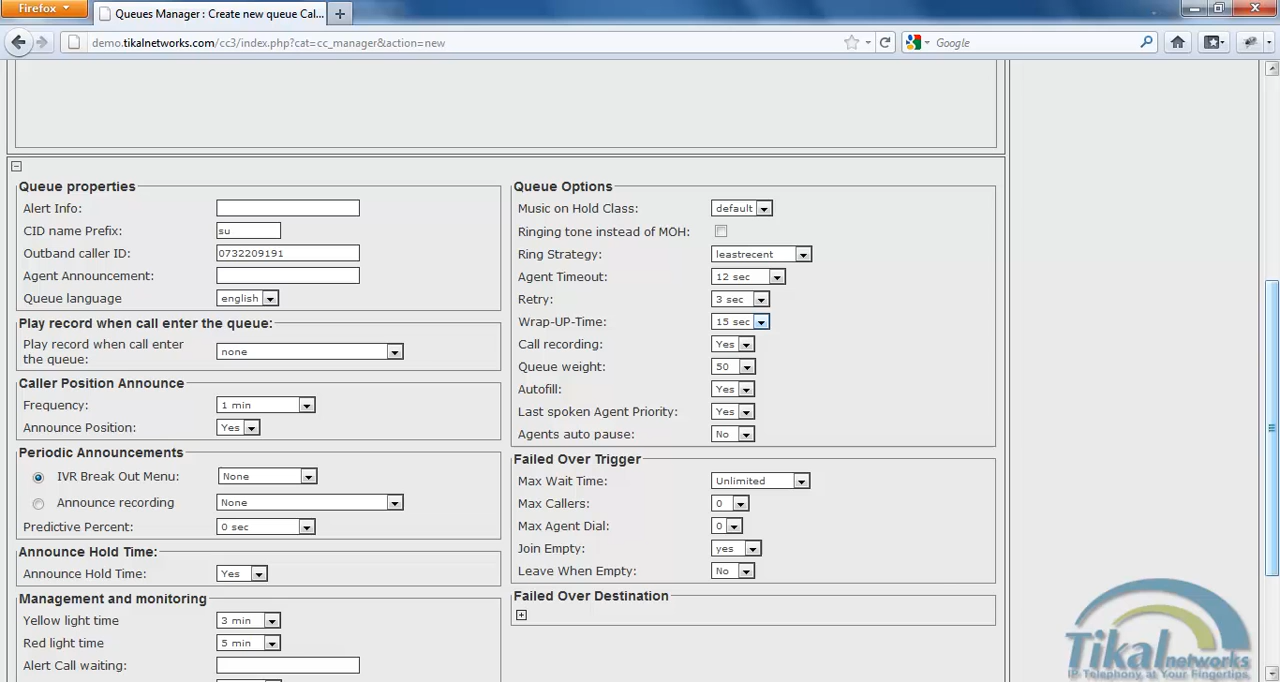 Firefox
Queues Manager : Create new queue Cal...
demo.tikalnetworks.com/cc3/index.php?cat=cc_manager&action=new
Google
Queue properties
Alert Info:
CID name Prefix: su
Outband caller ID: 0732209191
Agent Announcement:
Queue language english
Play record when call enter the queue:
Play record when call enter
the queue: none
Caller Position Announce
Frequency: 1 min
Announce Position: Yes
Periodic Announcements
IVR Break Out Menu: None
Announce recording None
Predictive Percent: 0 sec
Announce Hold Time:
Announce Hold Time: Yes
Management and monitoring
Yellow light time 3 min
Red light time 5 min
Alert Call waiting:
Queue Options
Music on Hold Class: default
Ringing tone instead of MOH:
Ring Strategy: leastrecent
Agent Timeout: 12 sec
Retry: 3 sec
Wrap-UP-Time: 15 sec
Call recording: Yes
Queue weight: 50
Autofill: Yes
Last spoken Agent Priority: Yes
Agents auto pause: No
Failed Over Trigger
Max Wait Time: Unlimited
Max Callers: 0
Max Agent Dial: 0
Join Empty: yes
Leave When Empty: No
Failed Over Destination
Tikalnetworks
IP Telephony at Your Fingertips